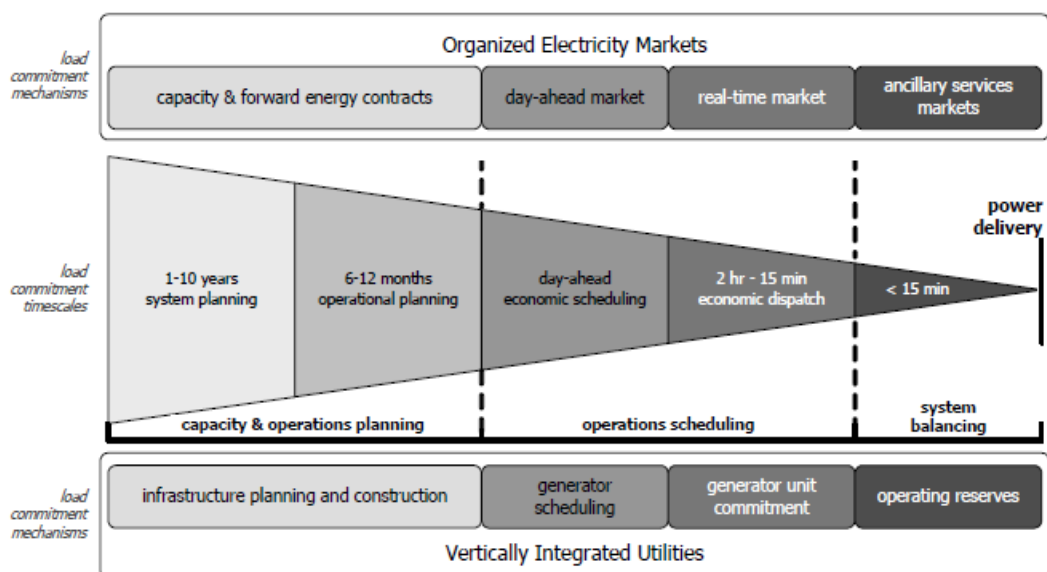 Organized Electricity Markets
load
commitment
mechanisms
capacity & forward energy contracts
day-ahead market
real-time market
ancillary services
markets
power
delivery
load
commitment
timescales
1-10 years
system planning
6-12 months
operational planning
day-ahead
economic scheduling
2 hr - 15 min
economic dispatch
< 15 min
capacity & operations planning
operations scheduling
system
balancing
load
commitment
mechanisms
infrastructure planning and construction
generator
scheduling
generator unit
commitment
operating reserves
Vertically Integrated Utilities